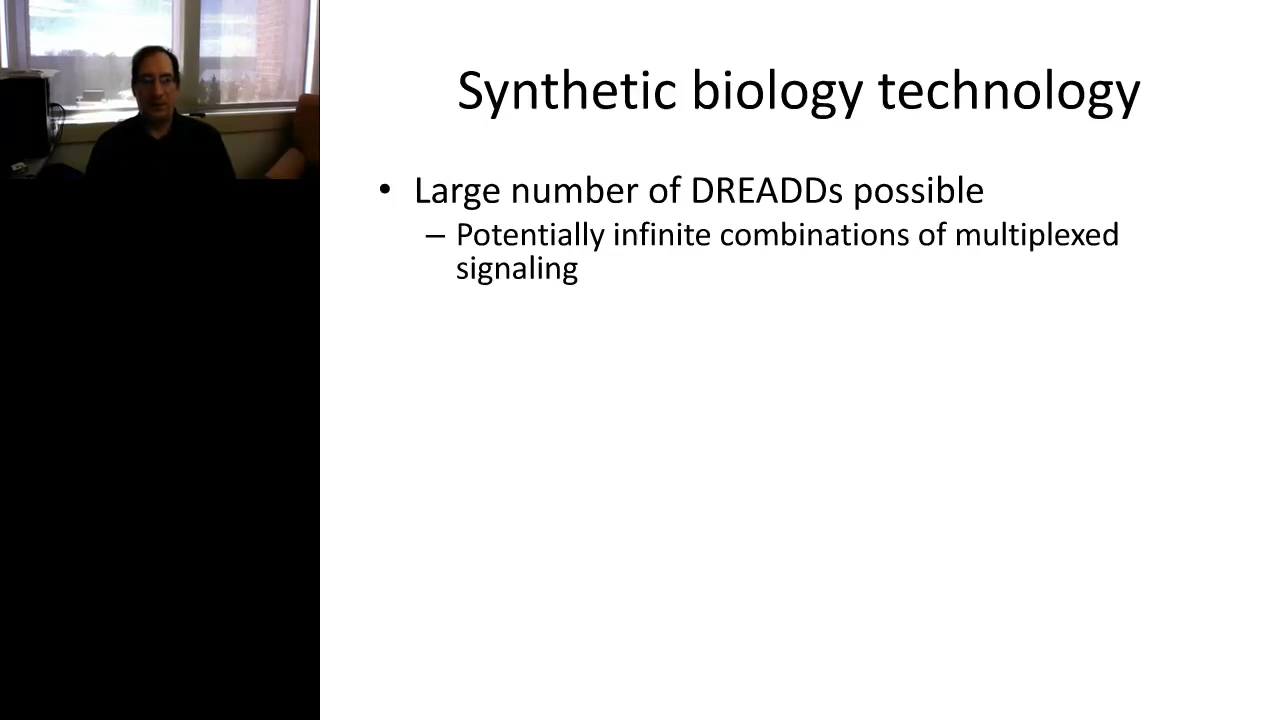 Synthetic biology technology
• Large number of DREADDs possible
– Potentially infinite combinations of multiplexed
signaling